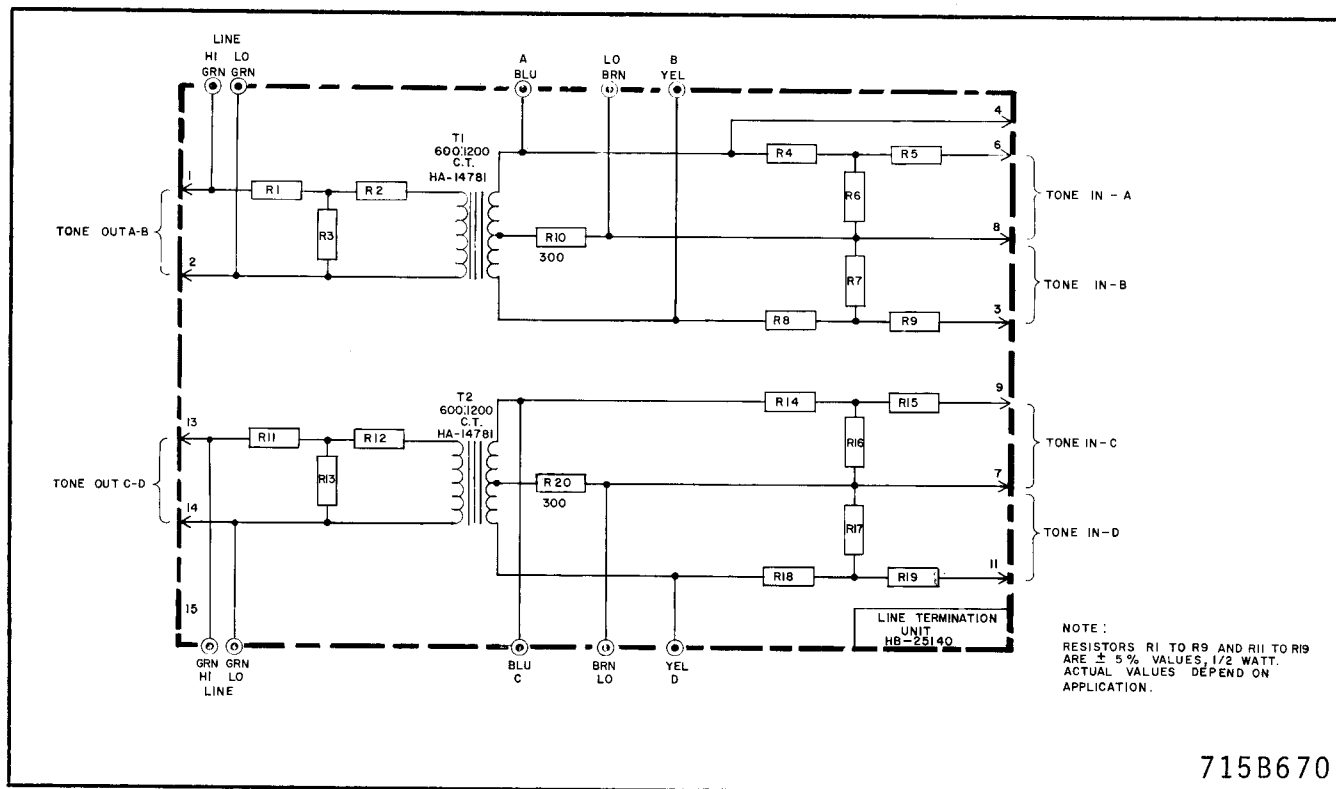 LINE
HI LO
GRN GRN
A
BLU
LO
BRN
B
YEL
4
T1
600:1200
C.T.
HA-14781
R4
R5
6
1
R1
R2
R6
TONE IN - A
TONE OUT A-B
R3
R10
300
8
2
R7
TONE IN-B
R8
R9
3
T2
600:1200
C.T.
HA-14781
R14
R15
9
13
R11
R12
R16
TONE IN-C
TONE OUT C-D
R13
R20
300
7
14
R17
TONE IN-D
R18
R19
11
15
LINE TERMINATION
UNIT
HB-25140
GRN GRN
HI LO
LINE
BLU
C
BRN
LO
YEL
D
NOTE:
RESISTORS R1 TO R9 AND R11 TO R19
ARE ± 5% VALUES, 1/2 WATT.
ACTUAL VALUES DEPEND ON
APPLICATION.
715B670